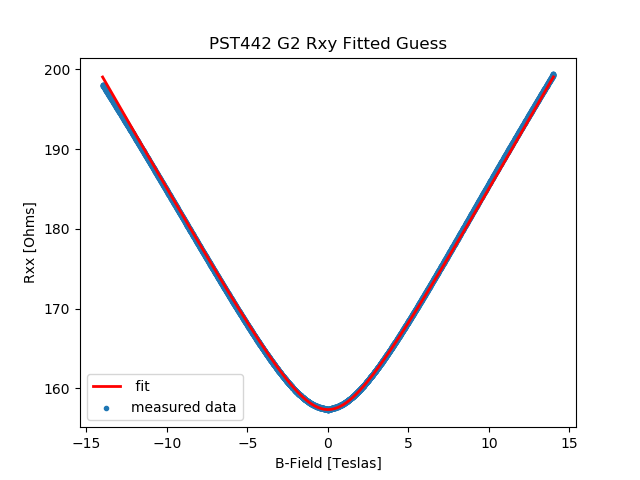 PST442 G2 Rxy Fitted Guess
200
190
180
170
160
Rxx [Ohms]
fit
measured data
−15
−10
−5
0
5
10
15
B-Field [Teslas]